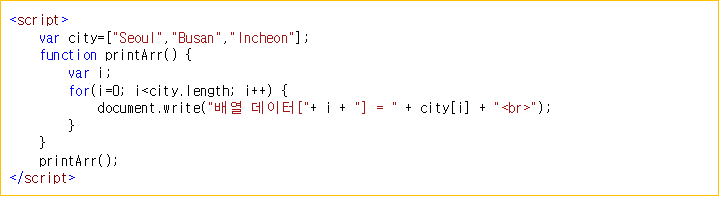 <script>
var city=["Seoul","Busan","Incheon"];
function printArr() {
var i;
for(i=0; i<city.length; i++) {
document.write("배열 데이터["+ i + "] = " + city[i] + "<br>");
}
}
printArr();
</script>